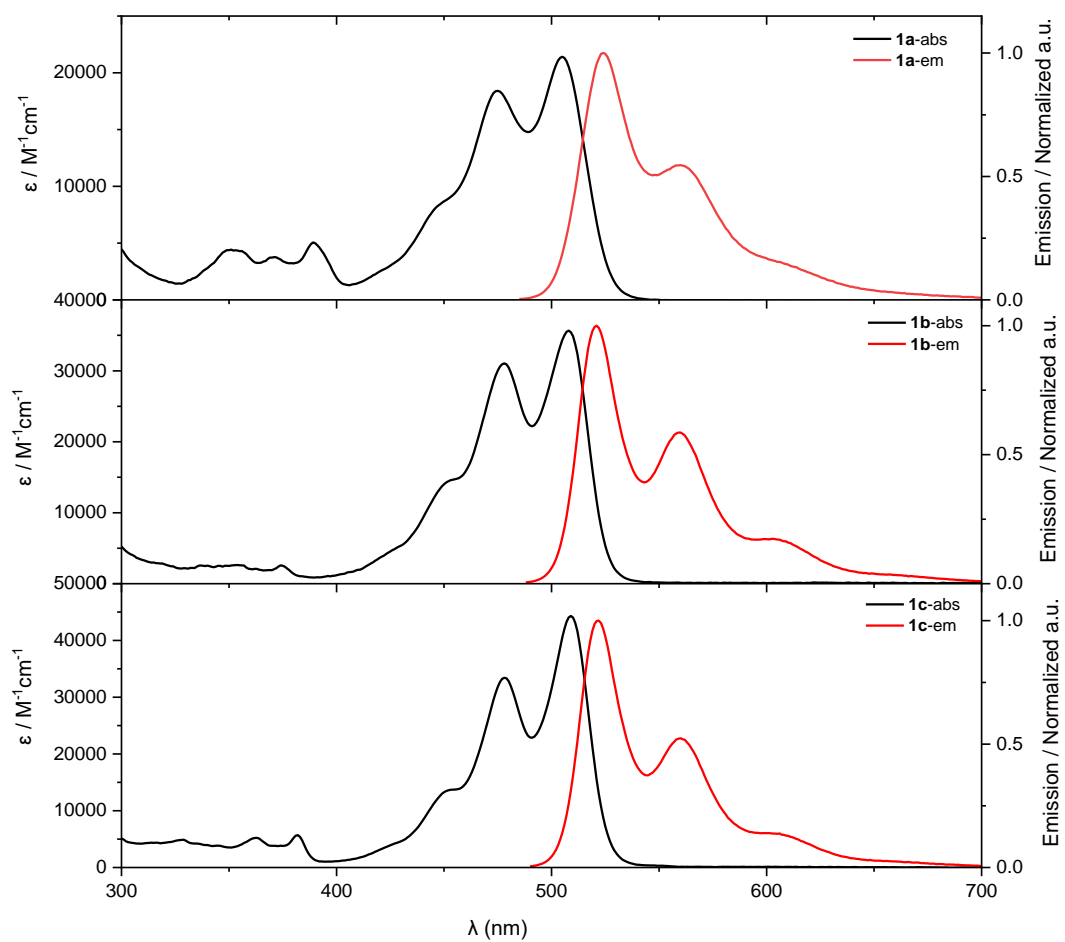 1a-abs
1a-em
20000
10000
ε / M⁻¹cm⁻¹
1.0
0.5
0.0
Emission / Normalized a.u.
0
1b-abs
1b-em
40000
30000
20000
10000
ε / M⁻¹cm⁻¹
1.0
0.5
0.0
Emission / Normalized a.u.
0
1c-abs
1c-em
50000
40000
30000
20000
10000
0
ε / M⁻¹cm⁻¹
1.0
0.5
0.0
Emission / Normalized a.u.
300 400 500 600 700
λ (nm)